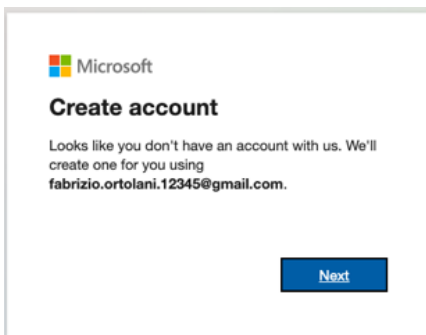 Microsoft
Create account
Looks like you don't have an account with us. We'll
create one for you using
fabrizio.ortolani.12345@gmail.com.
Next